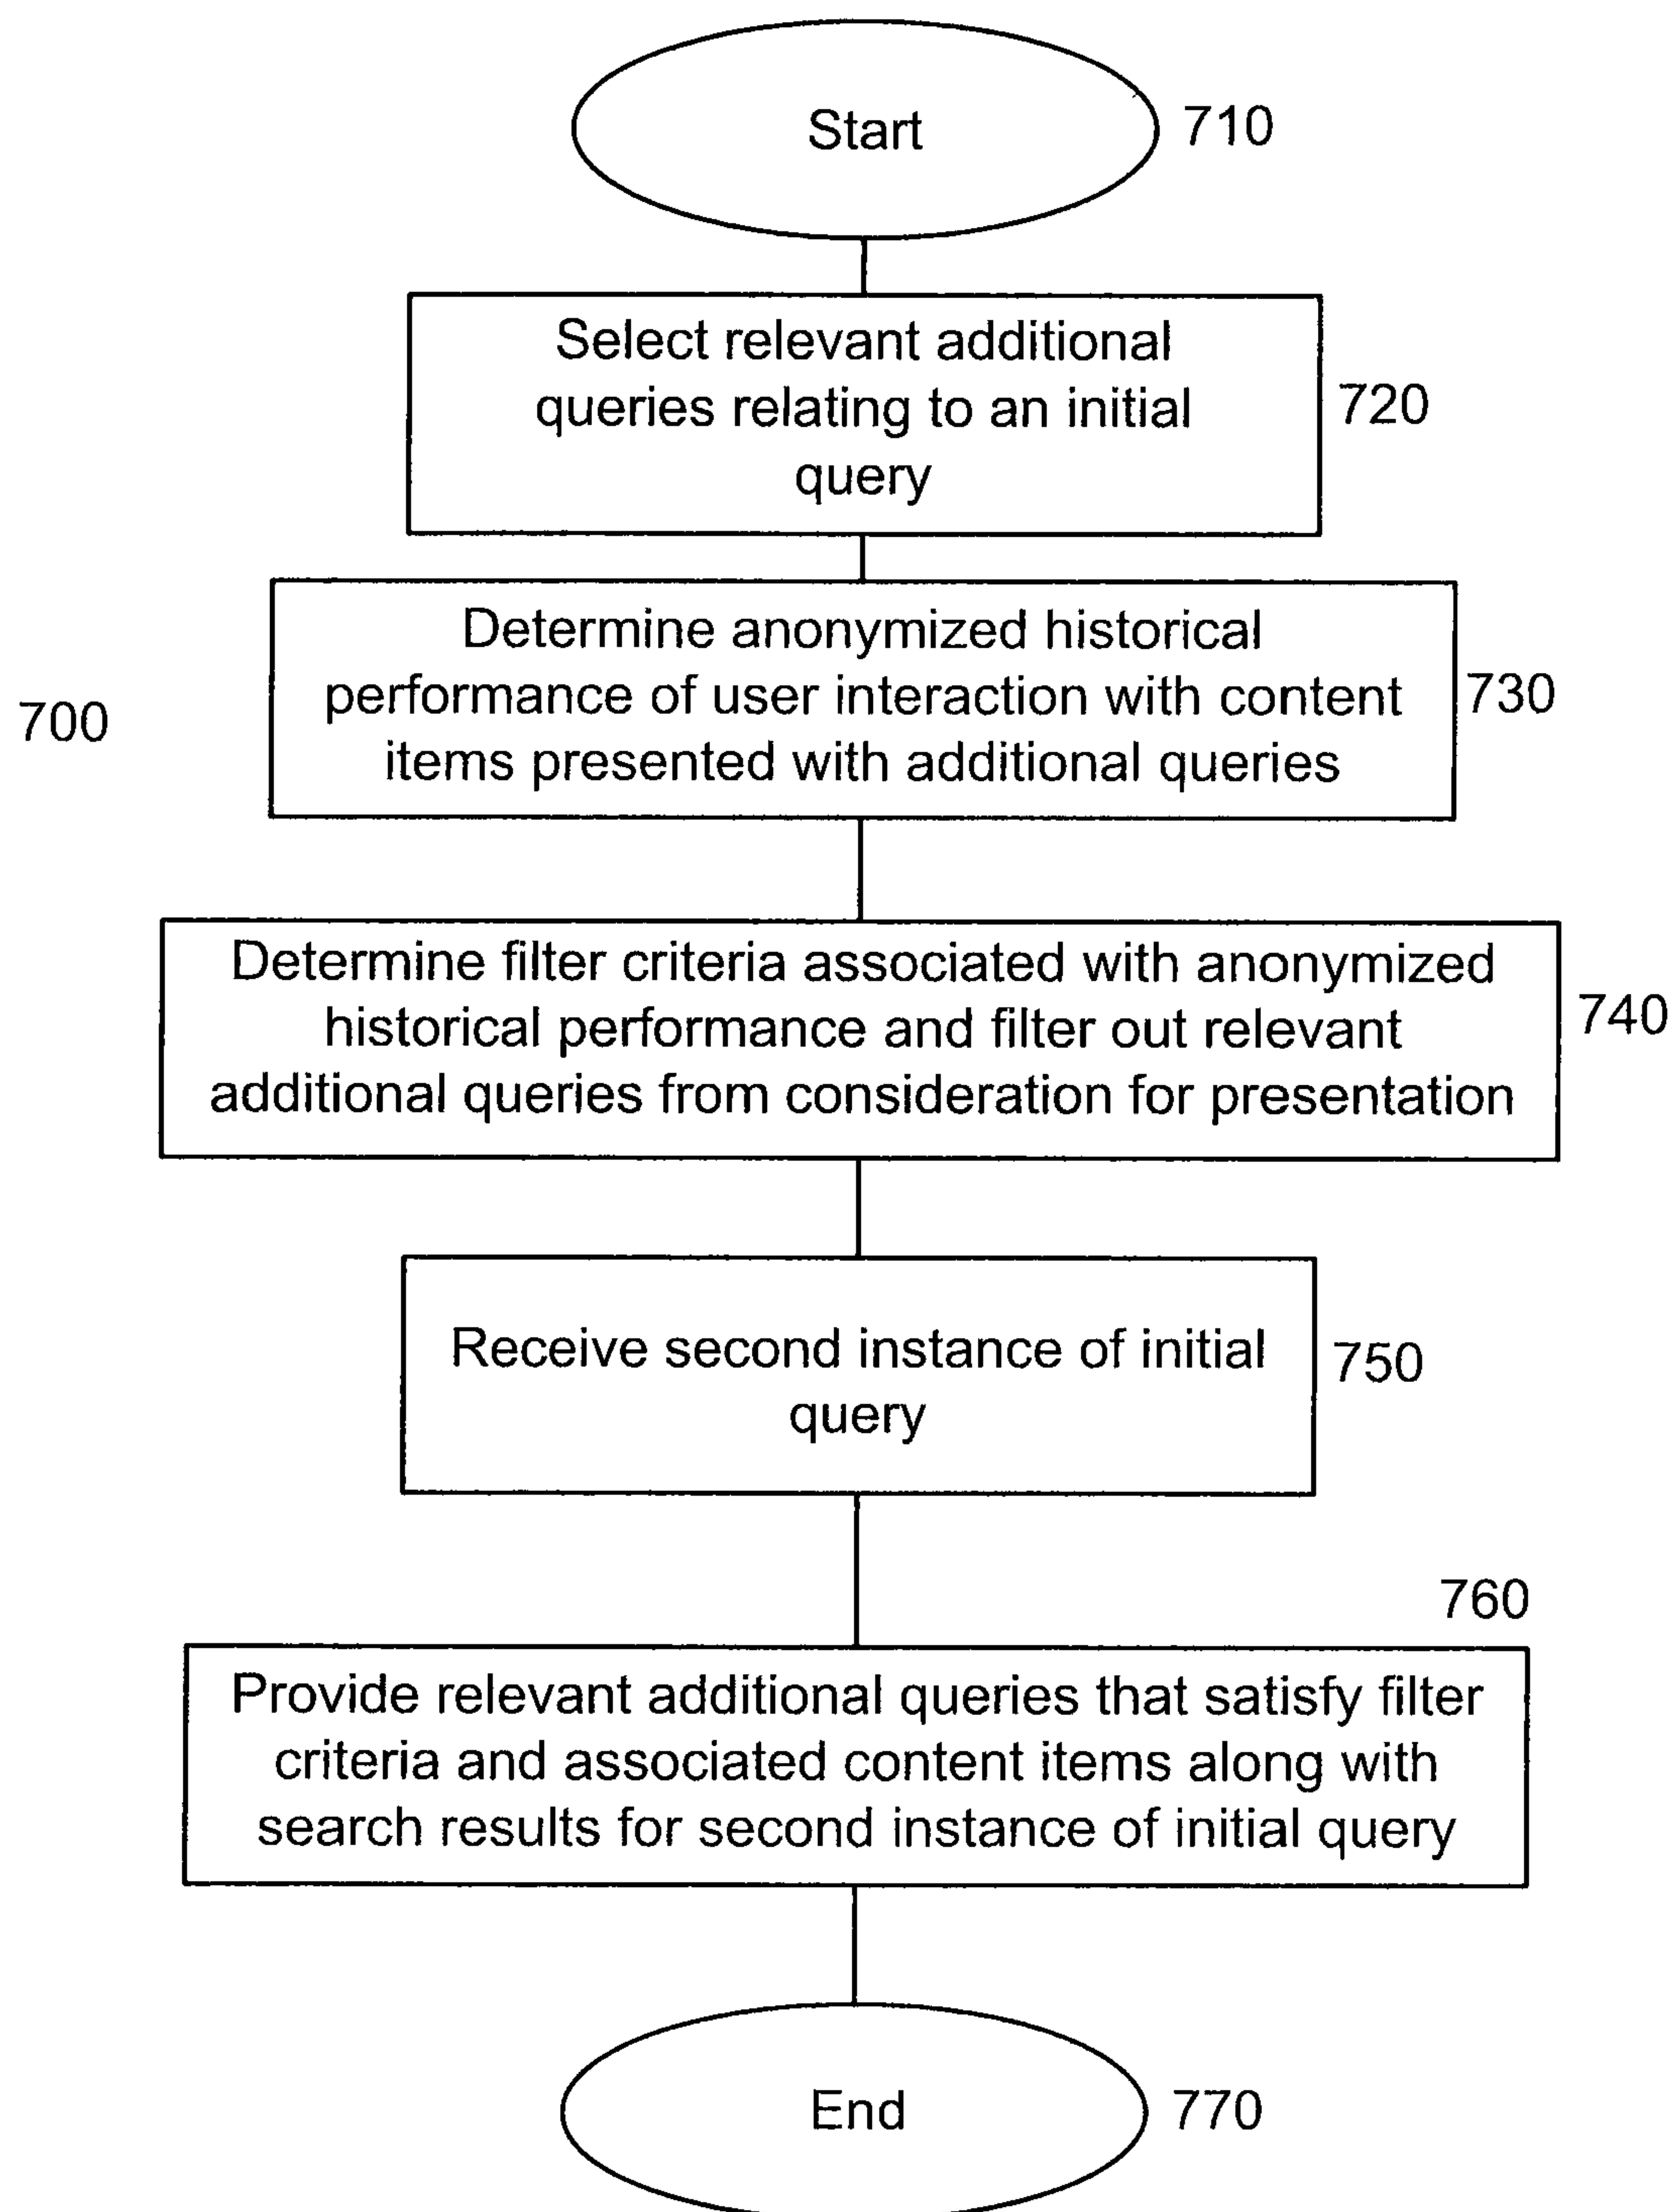 Start
710
Select relevant additional
queries relating to an initial
query
720
Determine anonymized historical
performance of user interaction with content
items presented with additional queries
730
700
Determine filter criteria associated with anonymized
historical performance and filter out relevant
additional queries from consideration for presentation
740
Receive second instance of initial
query
750
760
Provide relevant additional queries that satisfy filter
criteria and associated content items along with
search results for second instance of initial query
End
770